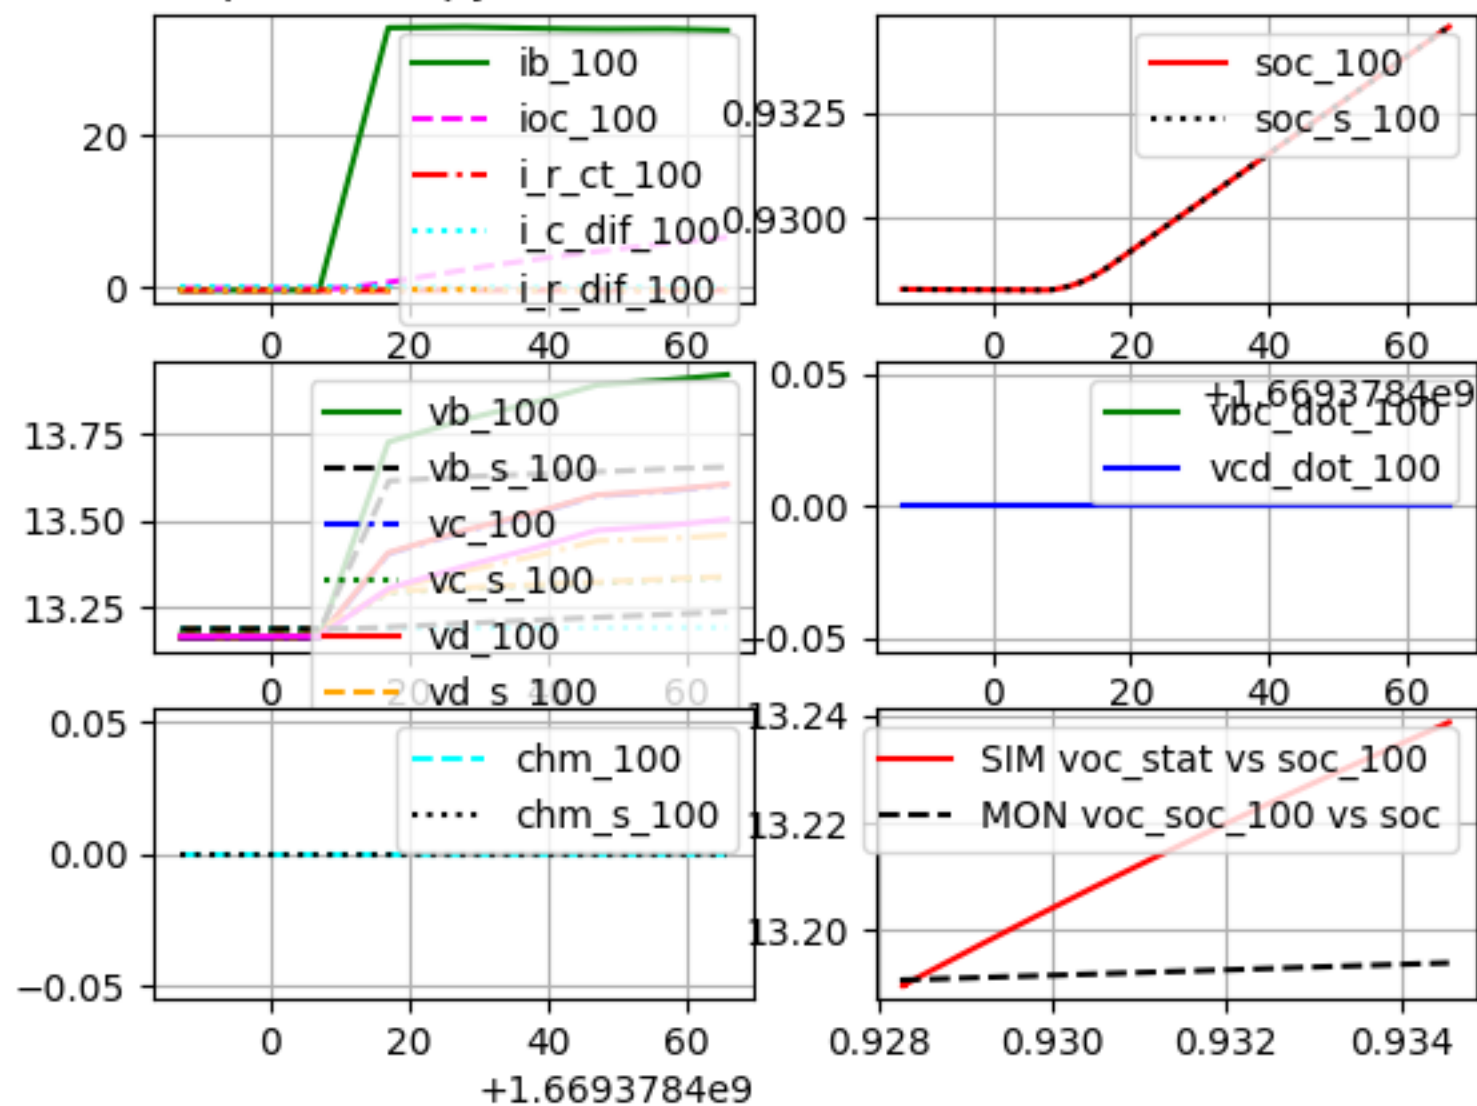 ib_100
ioc_100
i_r_ct_100
i_c_dif_100
i_r_dif_100
20
0
0 20 40 60
soc_100
soc_s_100
0.9325
0.9300
0 20 40 60
+1.6693784e9
vb_100
vb_s_100
vc_100
vc_s_100
vd_100
vd_s_100
13.75
13.50
13.25
0 20 40 60
vbc_dot_100
vcd_dot_100
0.05
0.00
−0.05
0 20 40 60
chm_100
chm_s_100
0.05
0.00
−0.05
0 20 40 60
+1.6693784e9
SIM voc_stat vs soc_100
MON voc_soc_100 vs soc
13.24
13.22
13.20
0.928 0.930 0.932 0.934